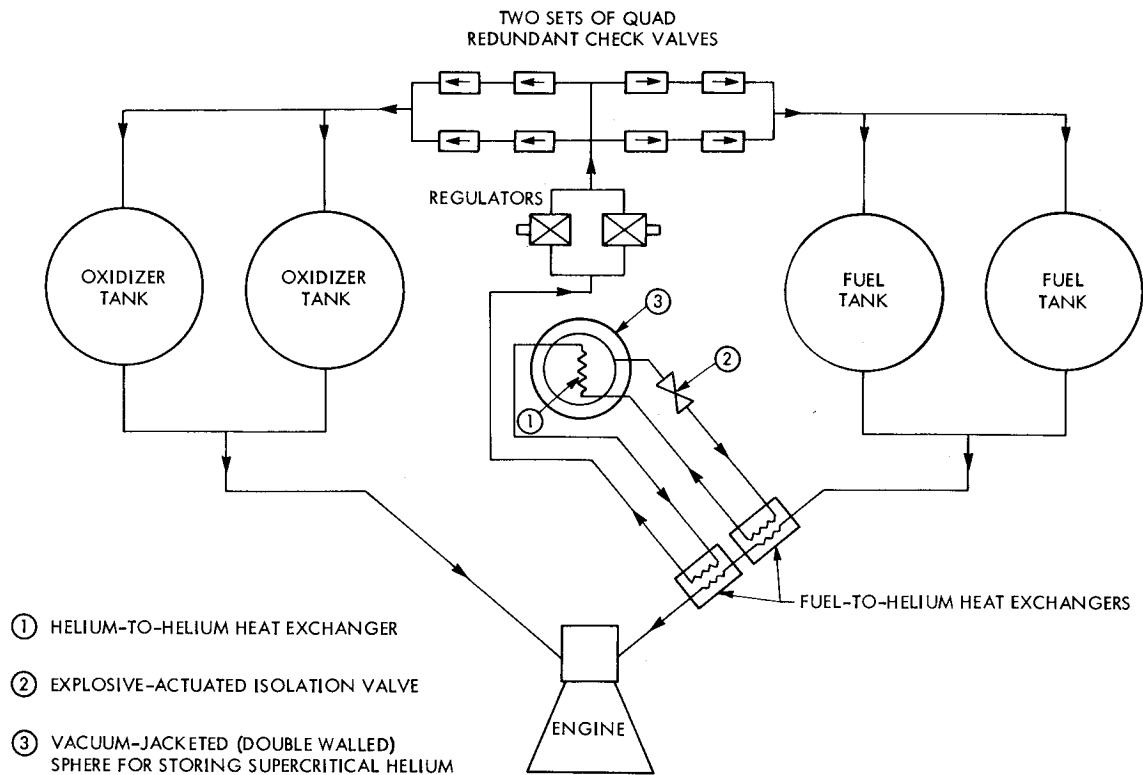 TWO SETS OF QUAD
REDUNDANT CHECK VALVES
REGULATORS
OXIDIZER
TANK
OXIDIZER
TANK
FUEL
TANK
FUEL
TANK
③
②
①
FUEL-TO-HELIUM HEAT EXCHANGERS
① HELIUM-TO-HELIUM HEAT EXCHANGER
② EXPLOSIVE-ACTUATED ISOLATION VALVE
③ VACUUM-JACKETED (DOUBLE WALLED)
SPHERE FOR STORING SUPERCRITICAL HELIUM
ENGINE